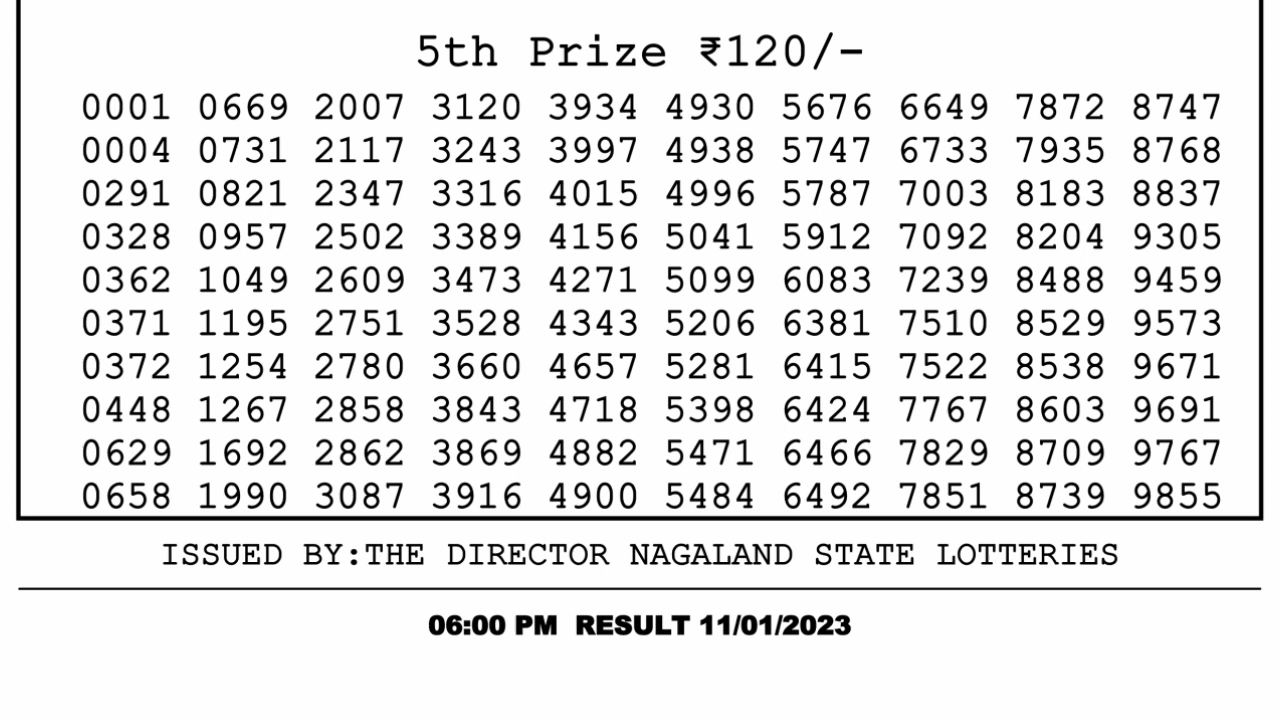 5th Prize ₹120/-
0001 0669 2007 3120 3934 4930 5676 6649 7872 8747
0004 0731 2117 3243 3997 4938 5747 6733 7935 8768
0291 0821 2347 3316 4015 4996 5787 7003 8183 8837
0328 0957 2502 3389 4156 5041 5912 7092 8204 9305
0362 1049 2609 3473 4271 5099 6083 7239 8488 9459
0371 1195 2751 3528 4343 5206 6381 7510 8529 9573
0372 1254 2780 3660 4657 5281 6415 7522 8538 9671
0448 1267 2858 3843 4718 5398 6424 7767 8603 9691
0629 1692 2862 3869 4882 5471 6466 7829 8709 9767
0658 1990 3087 3916 4900 5484 6492 7851 8739 9855
ISSUED BY:THE DIRECTOR NAGALAND STATE LOTTERIES
06:00 PM RESULT 11/01/2023